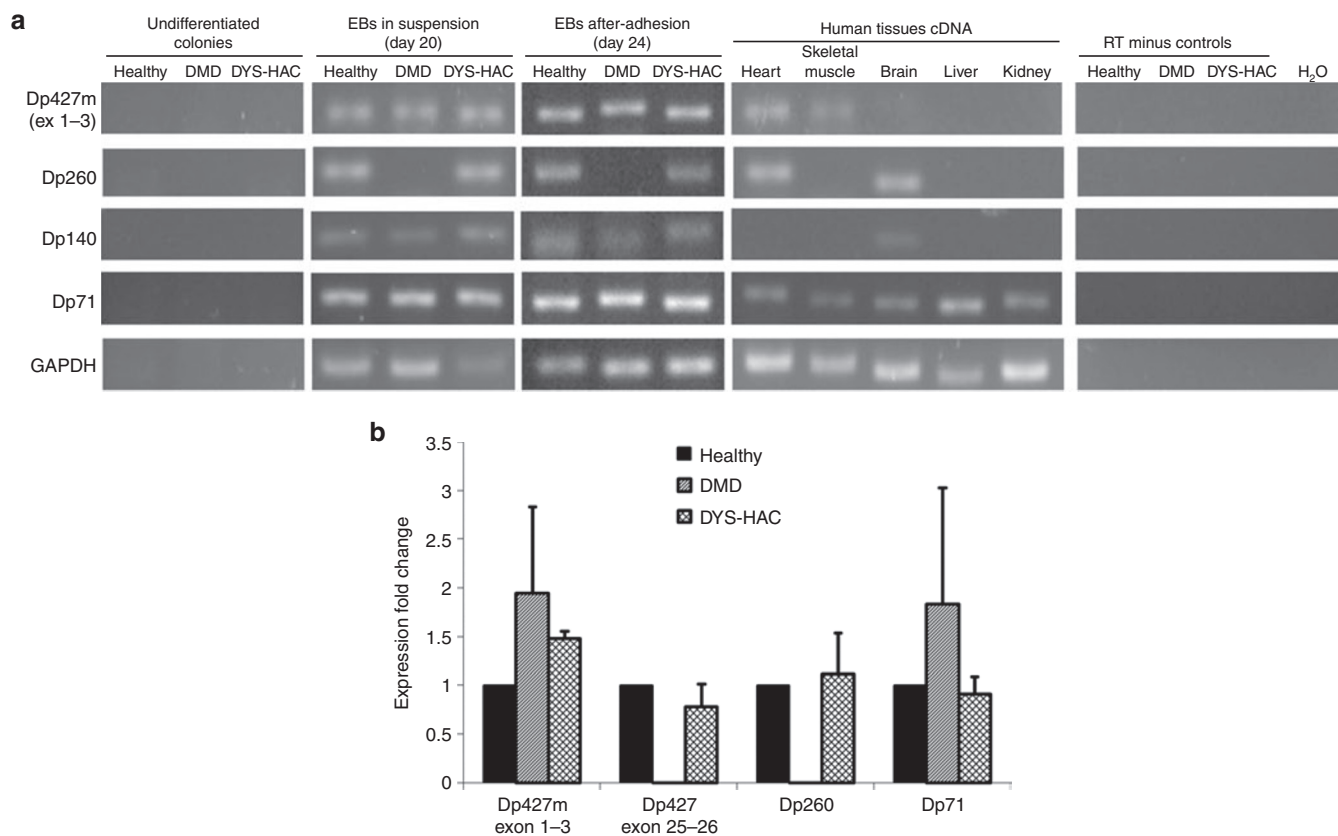 a
Undifferentiated colonies
EBs in suspension (day 20)
EBs after-adhesion (day 24)
Human tissues cDNA
RT minus controls
Healthy DMD DYS-HAC
Healthy DMD DYS-HAC
Healthy DMD DYS-HAC
Heart Skeletal muscle Brain Liver Kidney
Healthy DMD DYS-HAC H₂O
Dp427m
(ex 1–3)
Dp260
Dp140
Dp71
GAPDH
b
3.5
3
2.5
2
1.5
1
0.5
0
Expression fold change
Healthy
DMD
DYS-HAC
Dp427m
exon 1–3
Dp427
exon 25–26
Dp260
Dp71